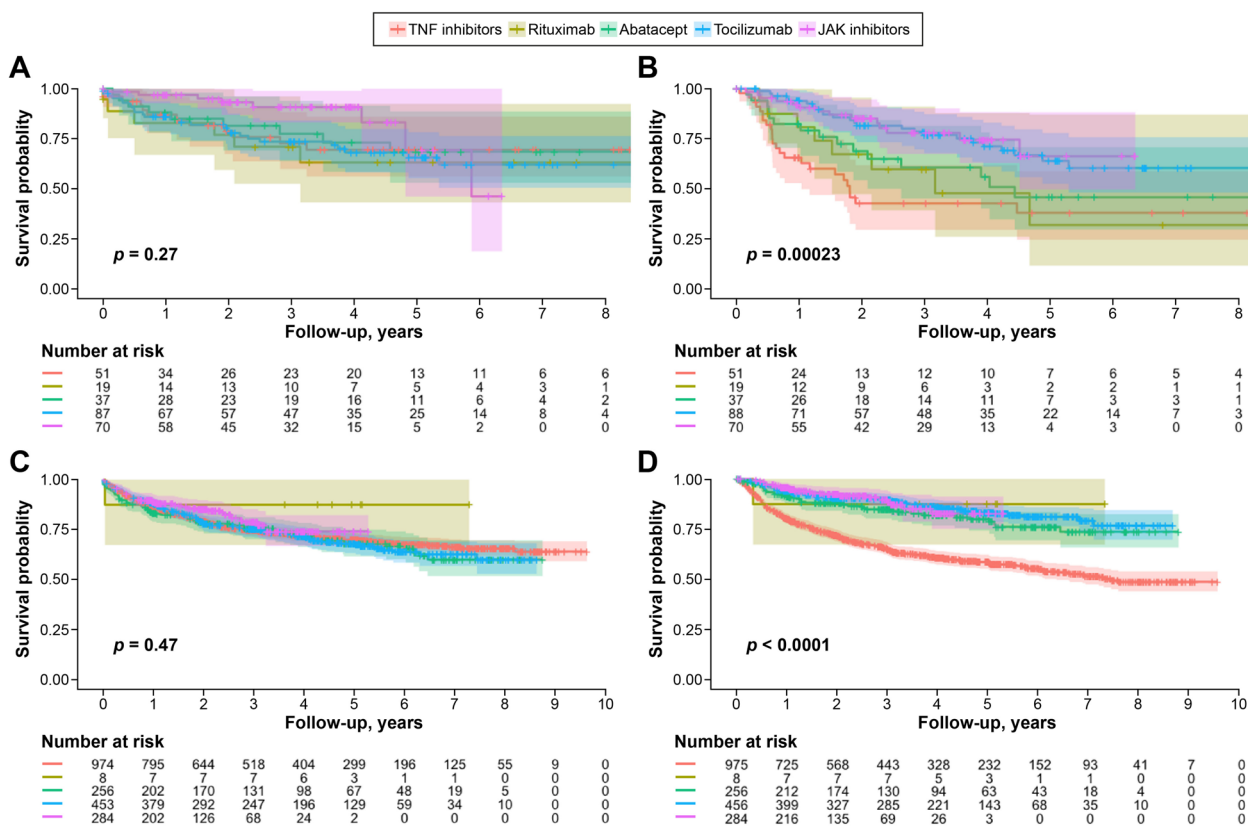 TNF inhibitors Rituximab Abatacept Tocilizumab JAK inhibitors
A
Survival probablity
1.00
0.75
0.50
0.25
0.00
p = 0.27
0 1 2 3 4 5 6 7 8
Follow-up, years
Number at risk
51 34 26 23 20 13 11 6 6
19 14 13 10 7 5 4 3 1
37 28 23 19 16 11 6 4 2
87 67 57 47 35 25 14 8 4
70 58 45 32 15 5 2 0 0
B
Survival probablity
1.00
0.75
0.50
0.25
0.00
p = 0.00023
0 1 2 3 4 5 6 7 8
Follow-up, years
Number at risk
51 24 13 12 10 7 6 5 4
19 12 9 6 3 2 2 1 1
37 26 18 14 11 7 3 3 1
88 71 57 48 35 22 14 7 3
70 55 42 29 13 4 3 0 0
C
Survival probablity
1.00
0.75
0.50
0.25
0.00
p = 0.47
0 1 2 3 4 5 6 7 8 9 10
Follow-up, years
Number at risk
974 795 644 518 404 299 196 125 55 9 0
8 7 7 7 6 3 1 1 0 0 0
256 202 170 131 98 67 48 19 5 0 0
453 379 292 247 196 129 59 34 10 0 0
284 202 126 68 24 2 0 0 0 0 0
D
Survival probablity
1.00
0.75
0.50
0.25
0.00
p < 0.0001
0 1 2 3 4 5 6 7 8 9 10
Follow-up, years
Number at risk
975 725 568 443 328 232 152 93 41 7 0
8 7 7 7 5 3 1 1 0 0 0
256 212 174 130 94 63 43 18 4 0 0
456 399 327 285 221 143 68 35 10 0 0
284 216 135 69 26 3 0 0 0 0 0